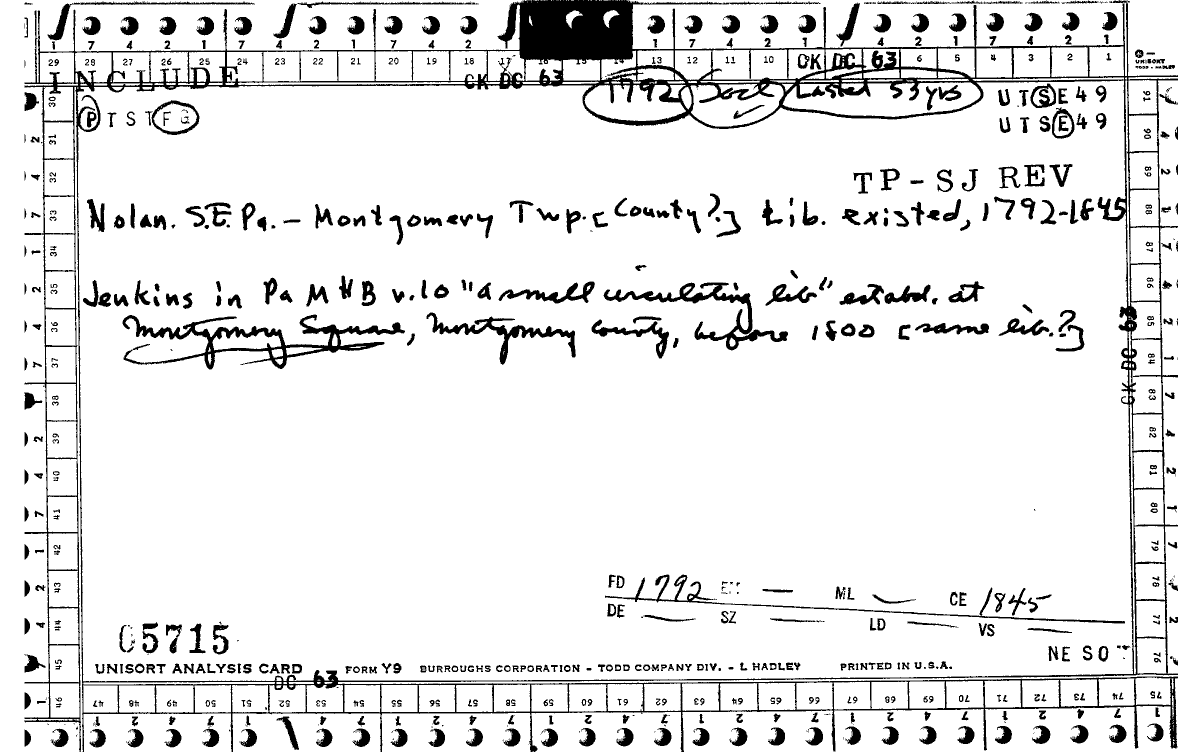 7 4 2 1 7 4 2 1 7 4 2 1 1 7 4 2 1 7 4 2 1 7 4 2 1
29 28 27 26 25 24 23 22 21 20 19 18 17 13 12 11 10 6 5 4 3 2 1
UNISORT
TODD - HADLEY
INCLUDE
CK DC 63
CK DC 63
1792 Socl Lasted 53 yrs
U T S E 4 9
P T S T F G
U T S E 4 9
TP-SJ REV
Nolan. S.E. Pa. - Montgomery Twp. [County?] Lib. existed, 1792-1845
Jenkins in Pa M H B v.10 "a small circulating lib" estabd. at
Montgomery Square, Montgomery County, before 1800 [same lib.?]
CK DC 63
30 31 32 33 34 35 36 37 38 39 40 41 42 43 44 45 46
91 90 89 88 87 86 85 84 83 82 81 80 79 78 77 76 75
FD 1792 EM — ML — CE 1845
DE — SZ LD — VS —
05715
NE SO
UNISORT ANALYSIS CARD FORM Y9 BURROUGHS CORPORATION - TODD COMPANY DIV. - L HADLEY PRINTED IN U.S.A.
DC 63
47 48 49 50 51 52 53 54 55 56 57 58 59 60 61 62 63 64 65 66 67 68 69 70 71 72 73 74 75